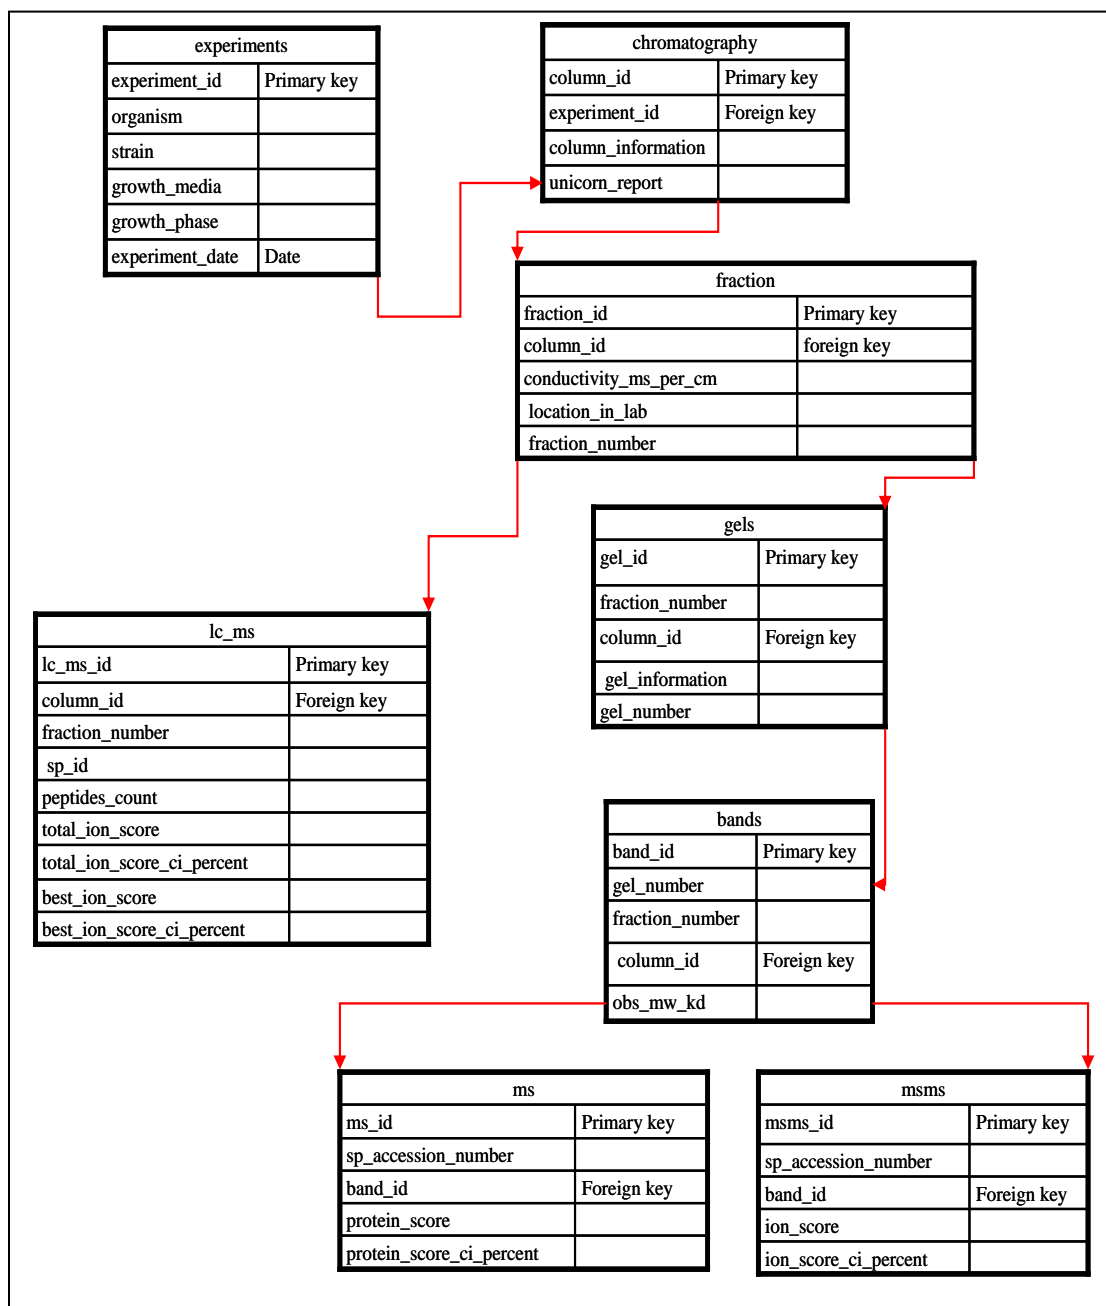 experiments
experiment_id Primary key
organism
strain
growth_media
growth_phase
experiment_date Date
chromatography
column_id Primary key
experiment_id Foreign key
column_information
unicorn_report
fraction
fraction_id Primary key
column_id foreign key
conductivity_ms_per_cm
location_in_lab
fraction_number
gels
gel_id Primary key
fraction_number
column_id Foreign key
gel_information
gel_number
lc_ms
lc_ms_id Primary key
column_id Foreign key
fraction_number
sp_id
peptides_count
total_ion_score
total_ion_score_ci_percent
best_ion_score
best_ion_score_ci_percent
bands
band_id Primary key
gel_number
fraction_number
column_id Foreign key
obs_mw_kd
ms
ms_id Primary key
sp_accession_number
band_id Foreign key
protein_score
protein_score_ci_percent
msms
msms_id Primary key
sp_accession_number
band_id Foreign key
ion_score
ion_score_ci_percent